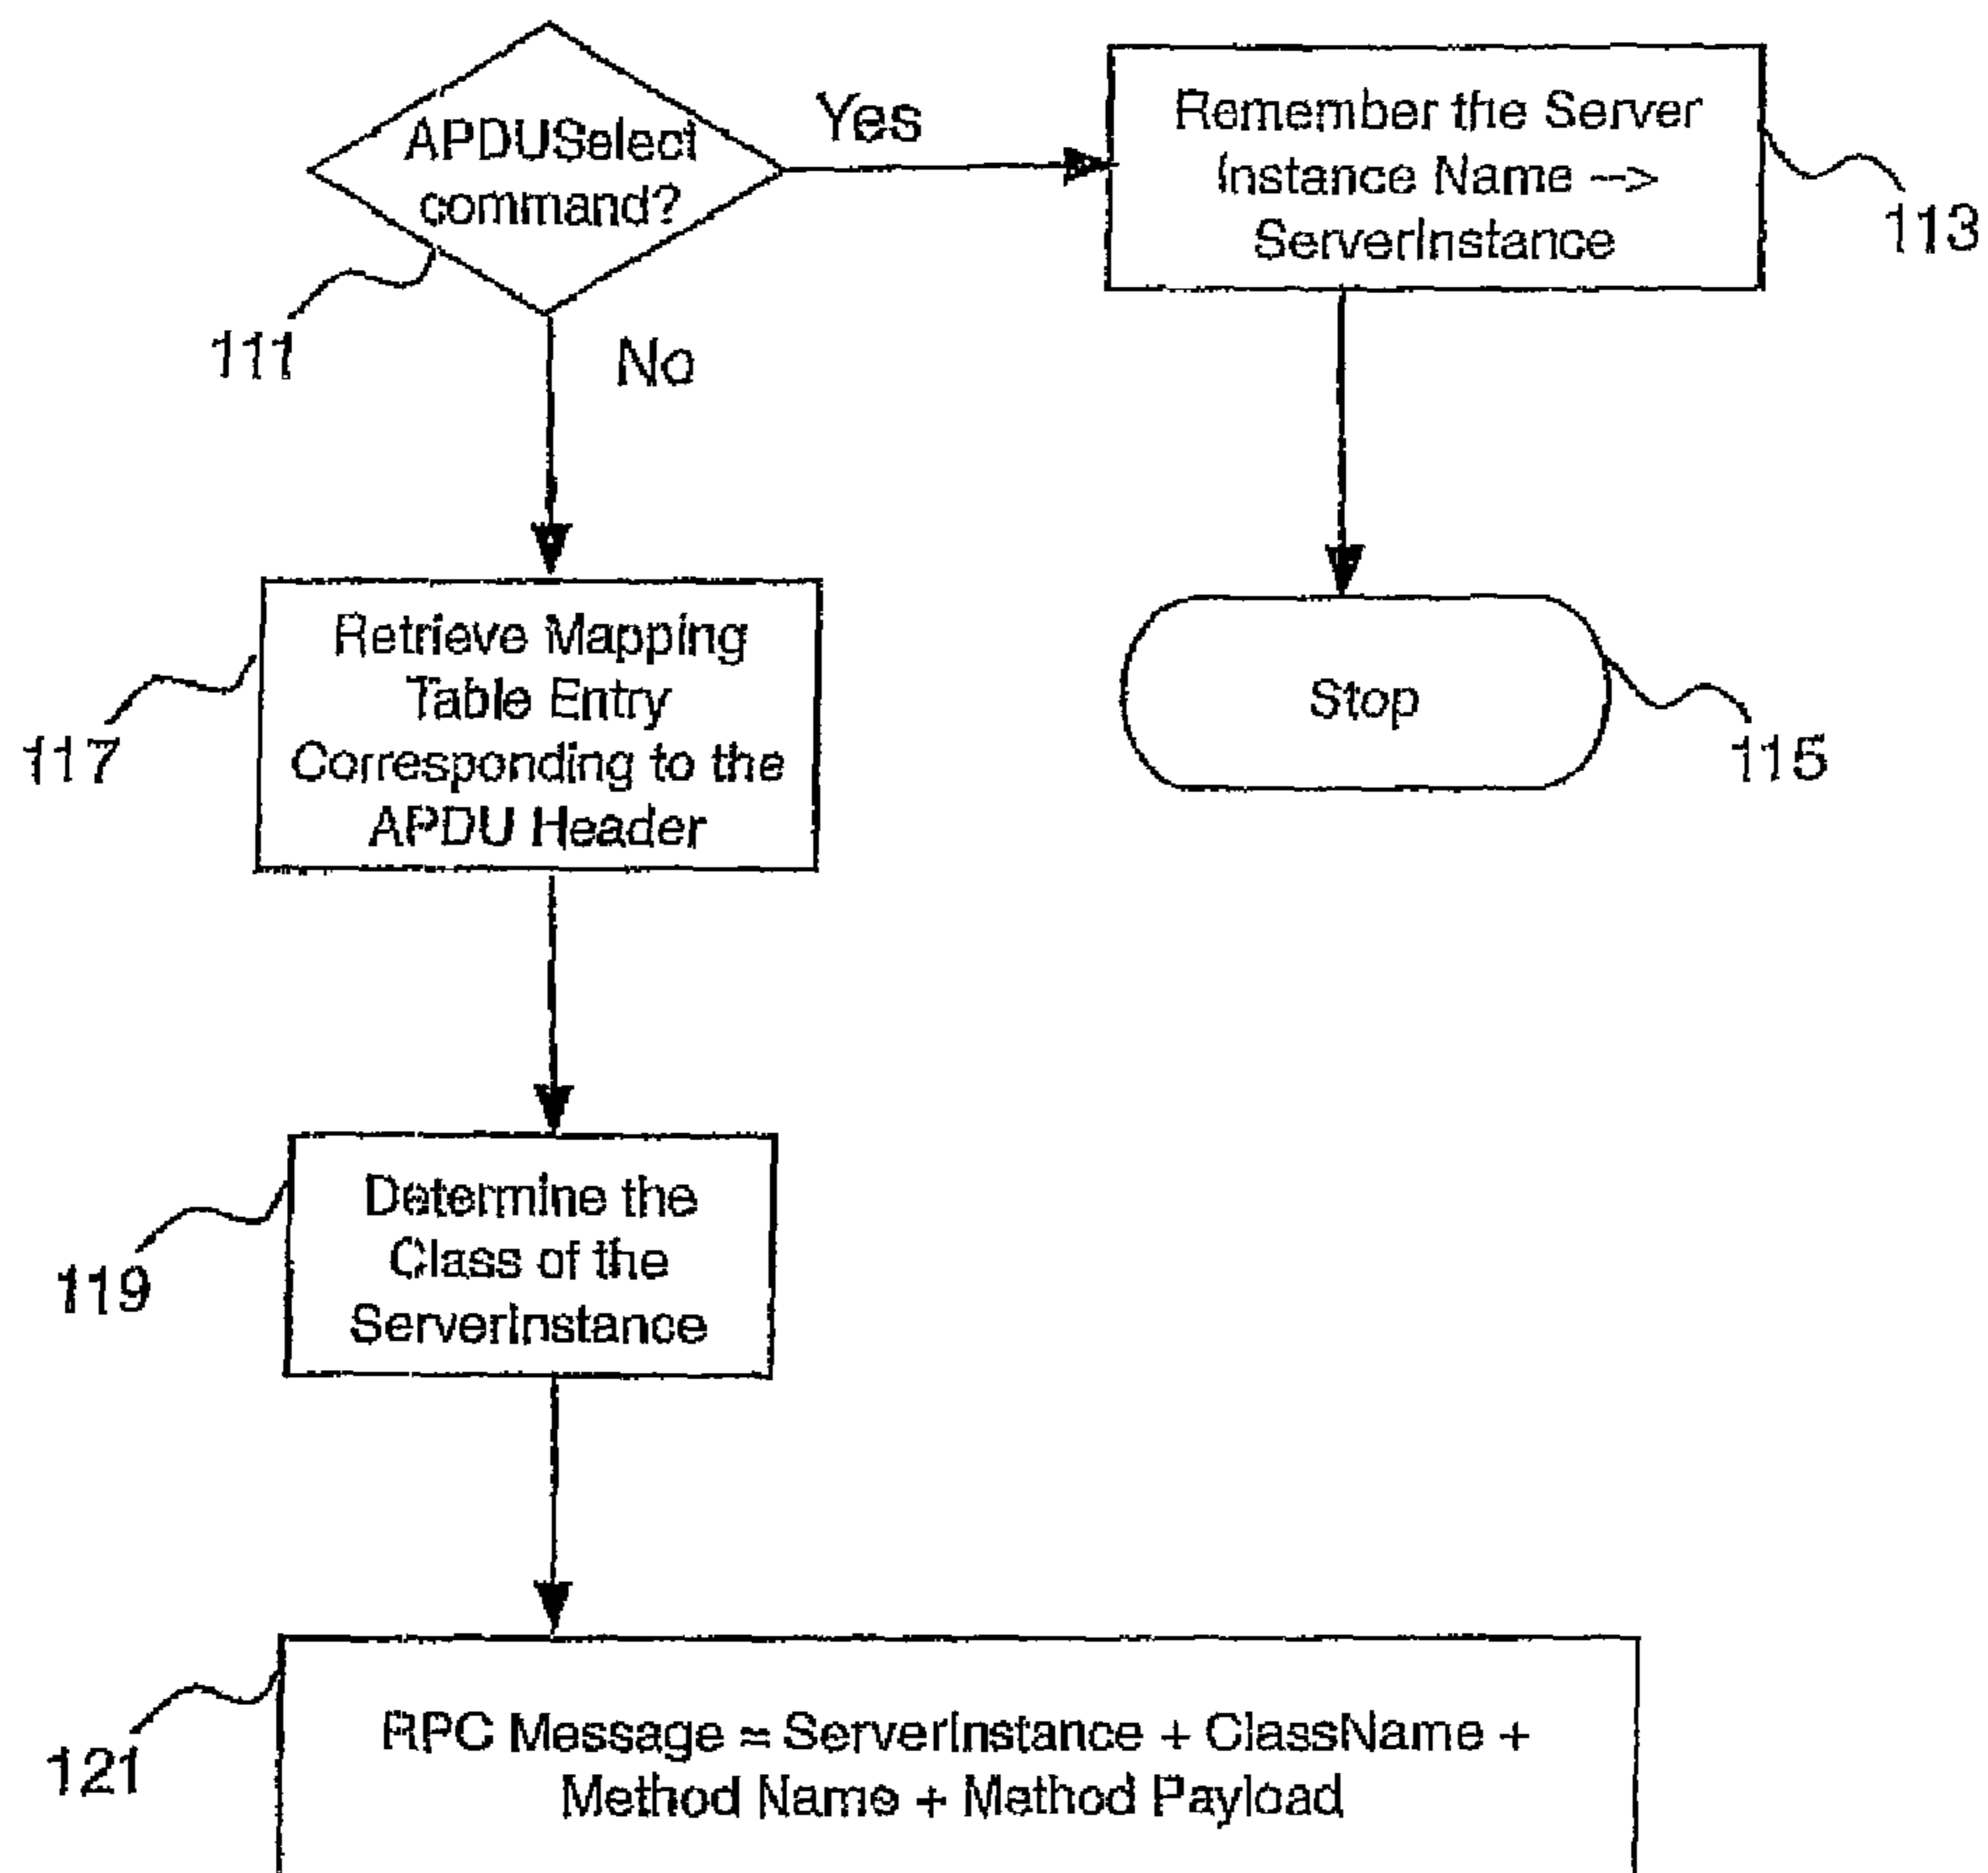 APDUSelect
command?
Yes
Remember the Server
Instance Name -->
ServerInstance
113
111
No
Retrieve Mapping
Table Entry
Corresponding to the
APDU Header
117
Stop
115
Determine the
Class of the
ServerInstance
119
RPC Message = ServerInstance + ClassName +
Method Name + Method Payload
121